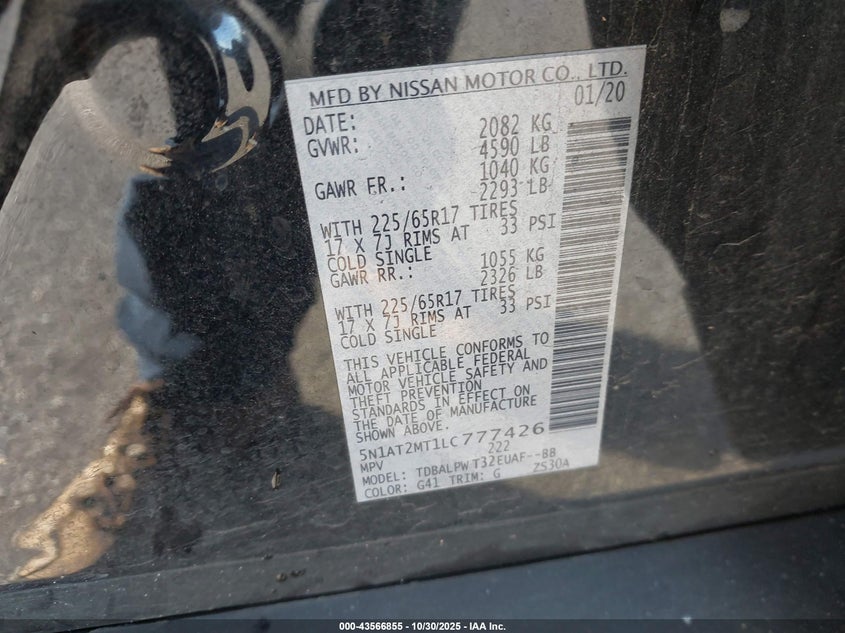 MFD BY NISSAN MOTOR CO., LTD.
DATE: 01/20
GVWR: 2082 KG
4590 LB
GAWR FR.: 1040 KG
2293 LB
WITH 225/65R17 TIRES
17 X 7J RIMS AT 33 PSI
COLD SINGLE
GAWR RR.: 1055 KG
2326 LB
WITH 225/65R17 TIRES
17 X 7J RIMS AT 33 PSI
COLD SINGLE
THIS VEHICLE CONFORMS TO
ALL APPLICABLE FEDERAL
MOTOR VEHICLE SAFETY AND
THEFT PREVENTION
STANDARDS IN EFFECT ON
THE DATE OF MANUFACTURE
SHOWN ABOVE.
5N1AT2MT1LC777426
MPV 222
MODEL: TDBALPW T32EUAF--BB
COLOR: G41 TRIM: G ZS30A
000-43566855 - 10/30/2025 - IAA Inc.